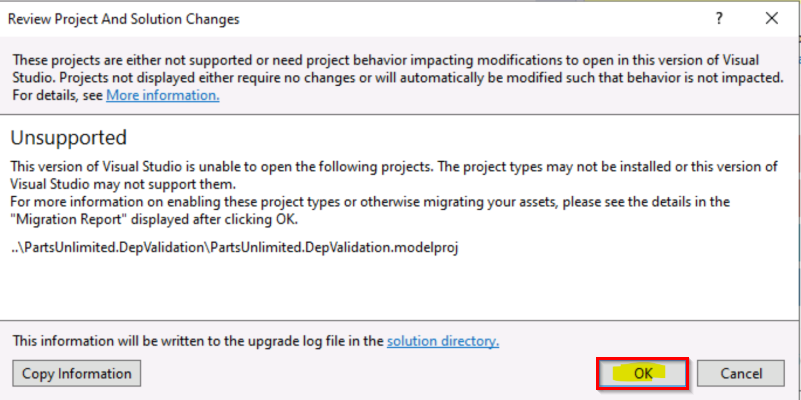 Review Project And Solution Changes
? X
These projects are either not supported or need project behavior impacting modifications to open in this version of Visual
Studio. Projects not displayed either require no changes or will automatically be modified such that behavior is not impacted.
For details, see More information.
Unsupported
This version of Visual Studio is unable to open the following projects. The project types may not be installed or this version of
Visual Studio may not support them.
For more information on enabling these project types or otherwise migrating your assets, please see the details in the
"Migration Report" displayed after clicking OK.
..\PartsUnlimited.DepValidation\PartsUnlimited.DepValidation.modelproj
This information will be written to the upgrade log file in the solution directory.
Copy Information
OK
Cancel